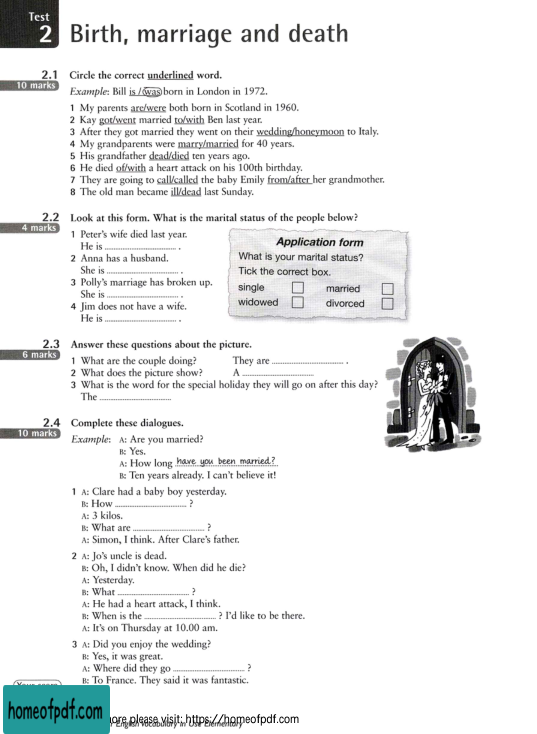 Test
2
Birth, marriage and death
2.1 Circle the correct underlined word.
10 marks
Example: Bill is / was born in London in 1972.
1 My parents are/were both born in Scotland in 1960.
2 Kay got/went married to/with Ben last year.
3 After they got married they went on their wedding/honeymoon to Italy.
4 My grandparents were marry/married for 40 years.
5 His grandfather dead/died ten years ago.
6 He died of/with a heart attack on his 100th birthday.
7 They are going to call/called the baby Emily from/after her grandmother.
8 The old man became ill/dead last Sunday.
2.2 Look at this form. What is the marital status of the people below?
4 marks
1 Peter's wife died last year.
He is .............................. .
2 Anna has a husband.
She is .............................. .
3 Polly's marriage has broken up.
She is .............................. .
4 Jim does not have a wife.
He is .............................. .
Application form
What is your marital status?
Tick the correct box.
single married
widowed divorced
2.3 Answer these questions about the picture.
6 marks
1 What are the couple doing? They are .............................. .
2 What does the picture show? A ..............................
3 What is the word for the special holiday they will go on after this day?
The ..............................
2.4 Complete these dialogues.
10 marks
Example: A: Are you married?
B: Yes.
A: How long have you been married?
B: Ten years already. I can't believe it!
1 A: Clare had a baby boy yesterday.
B: How .............................. ?
A: 3 kilos.
B: What are .............................. ?
A: Simon, I think. After Clare's father.
2 A: Jo's uncle is dead.
B: Oh, I didn't know. When did he die?
A: Yesterday.
B: What .............................. ?
A: He had a heart attack, I think.
B: When is the .............................. ? I'd like to be there.
A: It's on Thursday at 10.00 am.
3 A: Did you enjoy the wedding?
B: Yes, it was great.
A: Where did they go .............................. ?
B: To France. They said it was fantastic.
homeofpdf.com
please visit: https://homeofpdf.com
English Vocabulary in Use Elementary